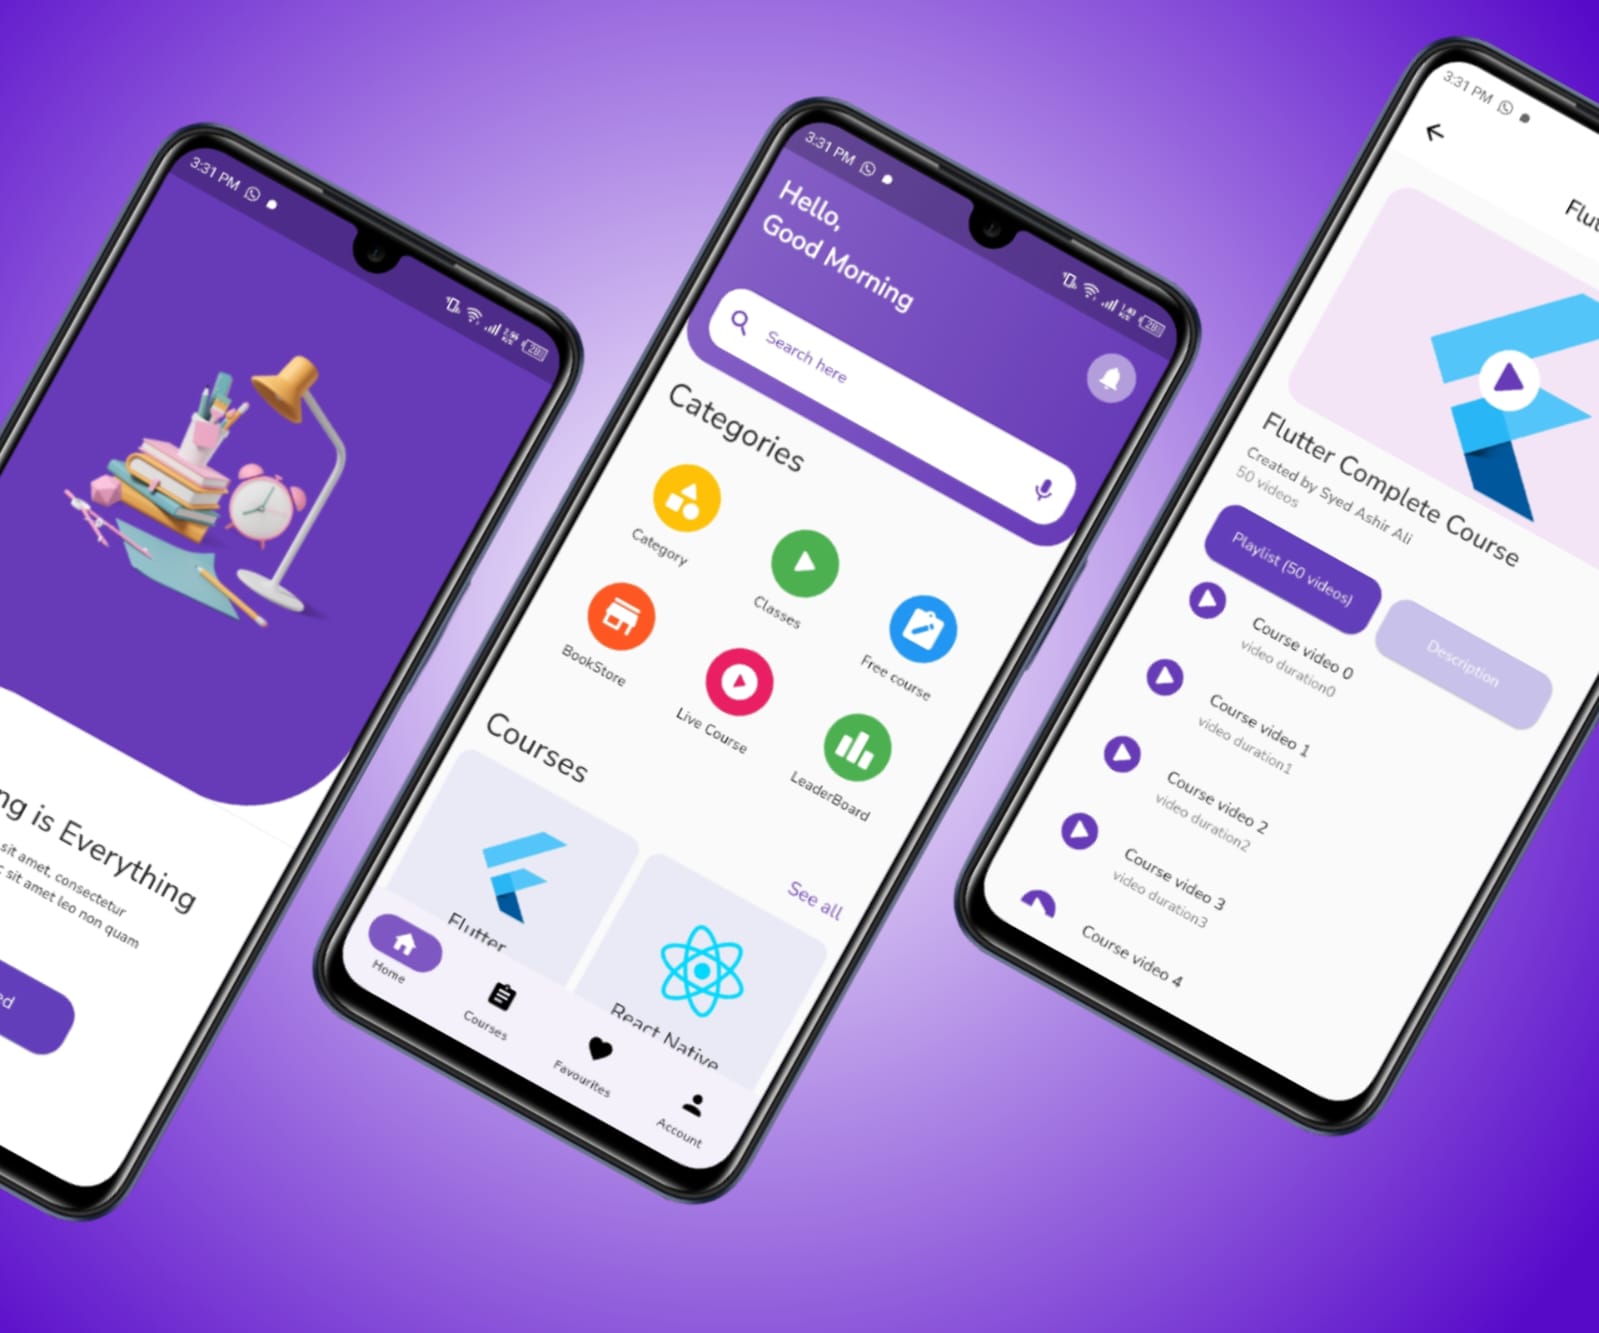 3:31 PM
28
ng is Everything
sit amet, consectetur
sit amet leo non quam
ed
3:31 PM
28
Hello,
Good Morning
Search here
Categories
Category
Classes
Free course
BookStore
Live Course
LeaderBoard
Courses
See all
Flutter
React Native
Home
Courses
Favourites
Account
3:31 PM
Flut
Flutter Complete Course
Created by Syed Ashir Ali
50 videos
Playlist (50 videos)
Description
Course video 0
video duration0
Course video 1
video duration1
Course video 2
video duration2
Course video 3
video duration3
Course video 4